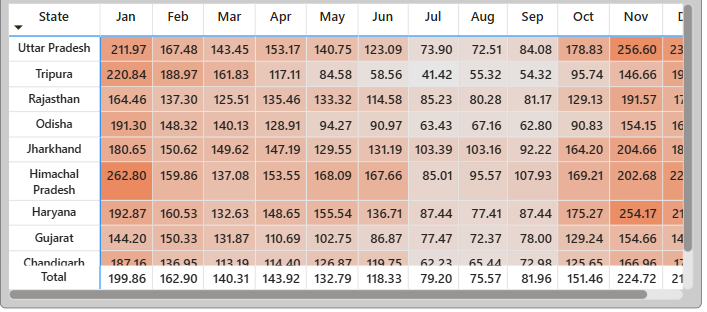 State Jan Feb Mar Apr May Jun Jul Aug Sep Oct Nov D
Uttar Pradesh 211.97 167.48 143.45 153.17 140.75 123.09 73.90 72.51 84.08 178.83 256.60 23
Tripura 220.84 188.97 161.83 117.11 84.58 58.56 41.42 55.32 54.32 95.74 146.66 19
Rajasthan 164.46 137.30 125.51 135.46 133.32 114.58 85.23 80.28 81.17 129.13 191.57 17
Odisha 191.30 148.32 140.13 128.91 94.27 90.97 63.43 67.16 62.80 90.83 154.15 16
Jharkhand 180.65 150.62 149.62 147.19 129.55 131.19 103.39 103.16 92.22 164.20 204.66 18
Himachal 262.80 159.86 137.08 153.55 168.09 167.66 85.01 95.57 107.93 169.21 202.68 22
Pradesh
Haryana 192.87 160.53 132.63 148.65 155.54 136.71 87.44 77.41 87.44 175.27 254.17 21
Gujarat 144.20 150.33 131.87 110.69 102.75 86.87 77.47 72.37 78.00 129.24 154.66 14
Chandigarh 187.16 136.95 113.19 114.40 126.87 119.75 62.23 65.44 72.98 125.65 166.96 17
Total 199.86 162.90 140.31 143.92 132.79 118.33 79.20 75.57 81.96 151.46 224.72 21